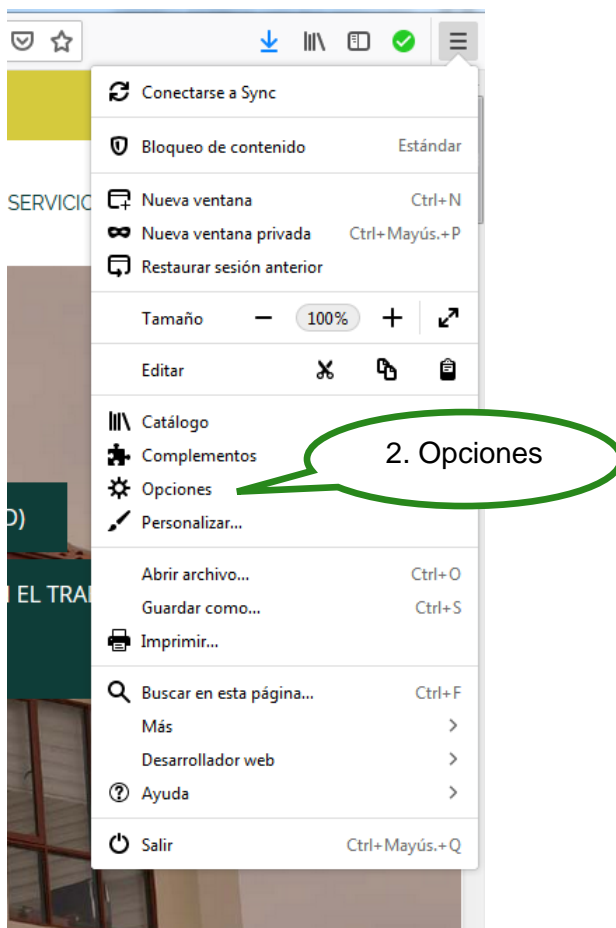 Conectarse a Sync
Bloqueo de contenido Estándar
SERVICIO
Nueva ventana Ctrl+N
Nueva ventana privada Ctrl+Mayús.+P
Restaurar sesión anterior
Tamaño − 100% +
Editar
Catálogo
Complementos
2. Opciones
Opciones
D)
Personalizar...
Abrir archivo... Ctrl+O
EL TRA
Guardar como... Ctrl+S
Imprimir...
Buscar en esta página... Ctrl+F
Más >
Desarrollador web >
Ayuda >
Salir Ctrl+Mayús.+Q